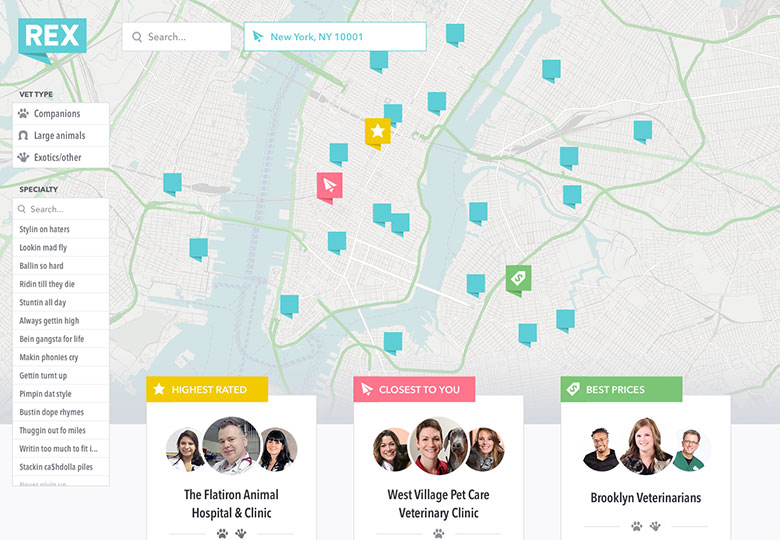 REX
Search...
New York, NY 10001
VET TYPE
Companions
Large animals
Exotics/other
SPECIALTY
Search...
Stylin on haters
Lookin mad fly
Ballin so hard
Ridin till they die
Stuntin all day
Always gettin high
Bein gangsta for life
Makin phonies cry
Gettin turnt up
Pimpin dat style
Bustin dope rhymes
Thuggin out fo miles
Writin too much to fit i...
Stackin ca$hdolla piles
Never givin up
HIGHEST RATED
The Flatiron Animal
Hospital & Clinic
CLOSEST TO YOU
West Village Pet Care
Veterinary Clinic
BEST PRICES
Brooklyn Veterinarians